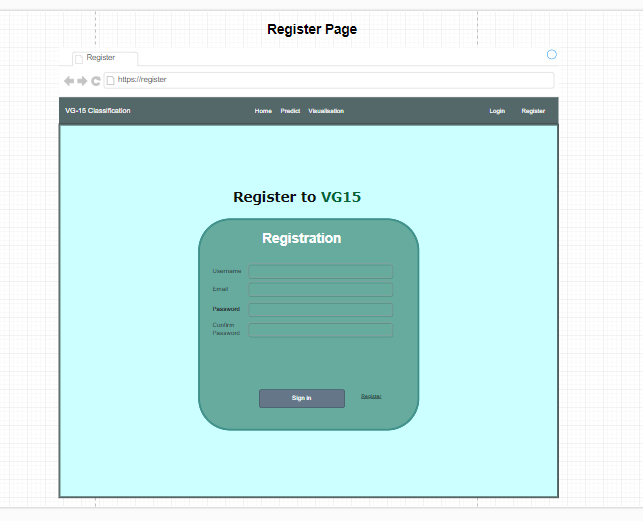 Register Page
Register
https://register
VG-15 Classification Home Predict Visualisation Login Register
Register to VG15
Registration
Username
Email
Password
Confirm
Password
Sign in Register